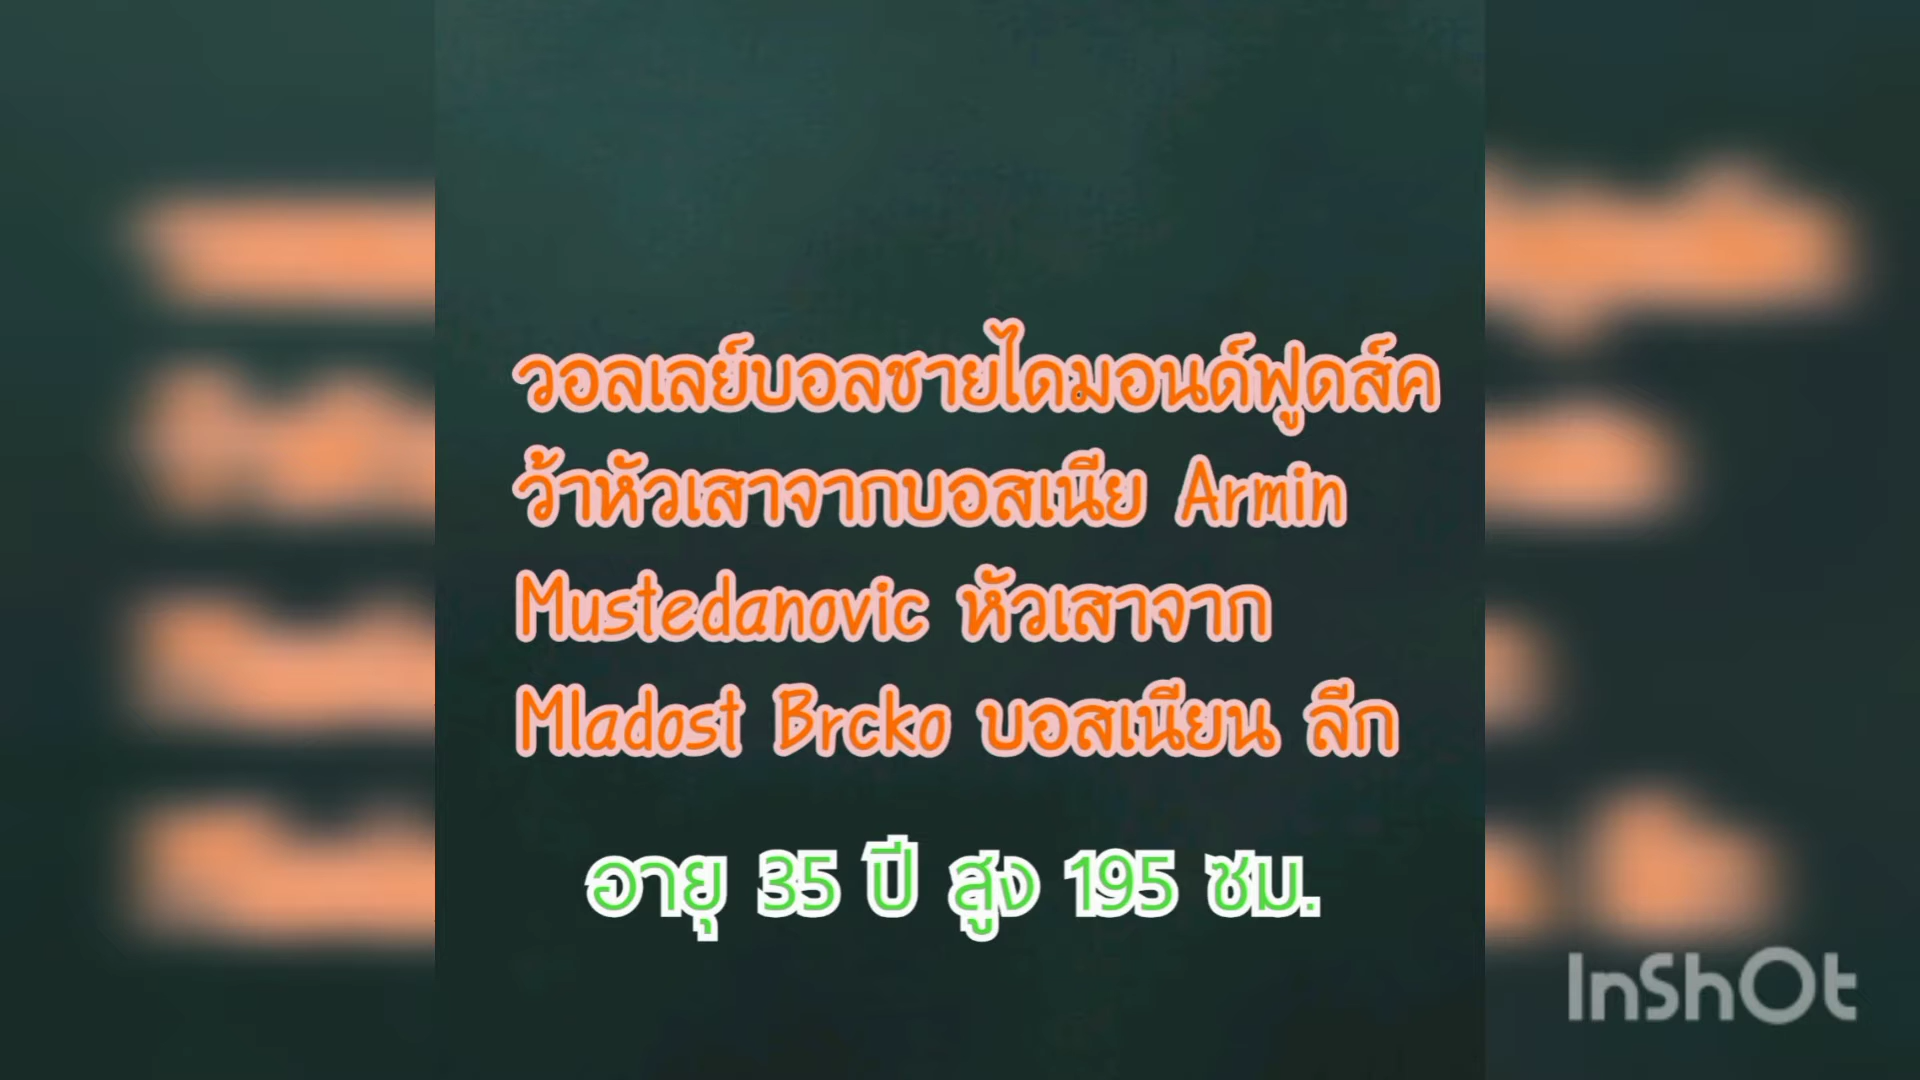 วอลเลย์บอลชายไดมอนด์ฟูดส์ค
ว้าหัวเสาจากบอสเนีย Armin
Mustedanovic หัวเสาจาก
Mladost Brcko บอสเนียน ลีก
อายุ 35 ปี สูง 195 ซม.
InShOt